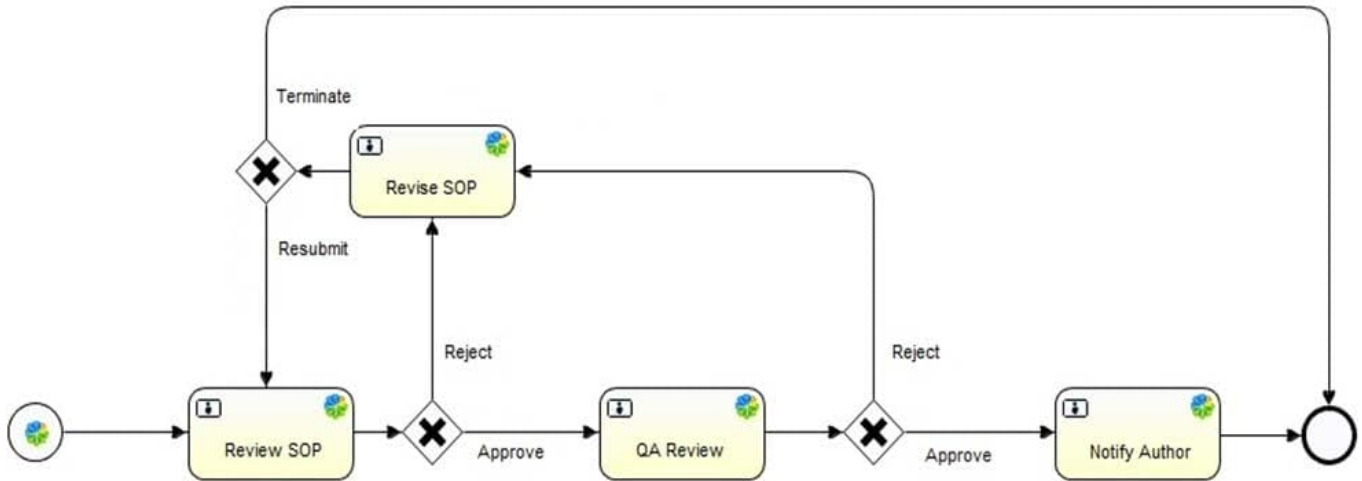 Terminate
Revise SOP
Resubmit
Reject
Reject
Review SOP
Approve
QA Review
Approve
Notify Author